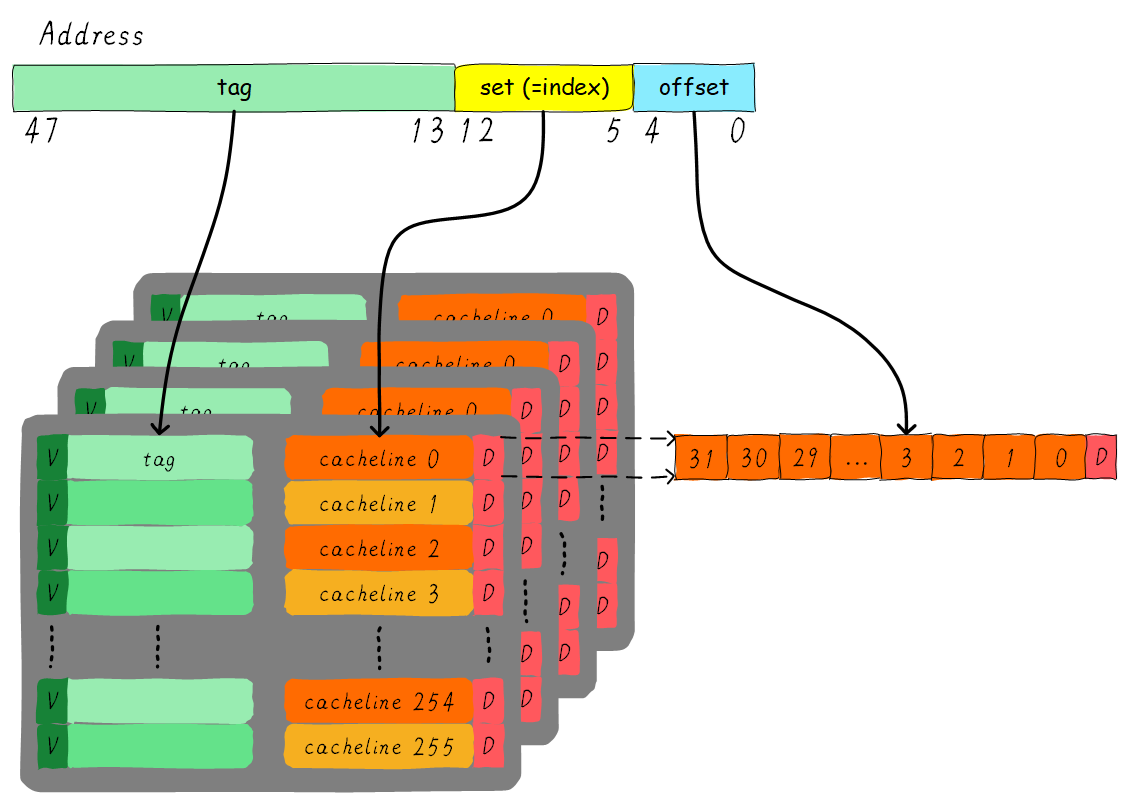 Address
tag set (=index) offset
47 13 12 5 4 0
V tag cacheline 0 D
V tag cacheline 0 D D
V tag cacheline 0 D D D
V tag cacheline 0 D D D D 31 30 29 ... 3 2 1 0 D
V cacheline 1 D D D
V cacheline 2 D D D
V cacheline 3 D D D
D D
V cacheline 254 D D
V cacheline 255 D